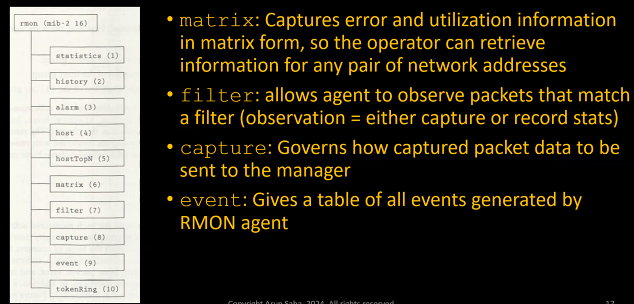 rmon (mib-2 16)
statistics (1)
history (2)
alarm (3)
host (4)
hostTopN (5)
matrix (6)
filter (7)
capture (8)
event (9)
tokenRing (10)
• matrix: Captures error and utilization information
in matrix form, so the operator can retrieve
information for any pair of network addresses
• filter: allows agent to observe packets that match
a filter (observation = either capture or record stats)
• capture: Governs how captured packet data to be
sent to the manager
• event: Gives a table of all events generated by
RMON agent
Copyright Arun Saha, 2024. All rights reserved.
17